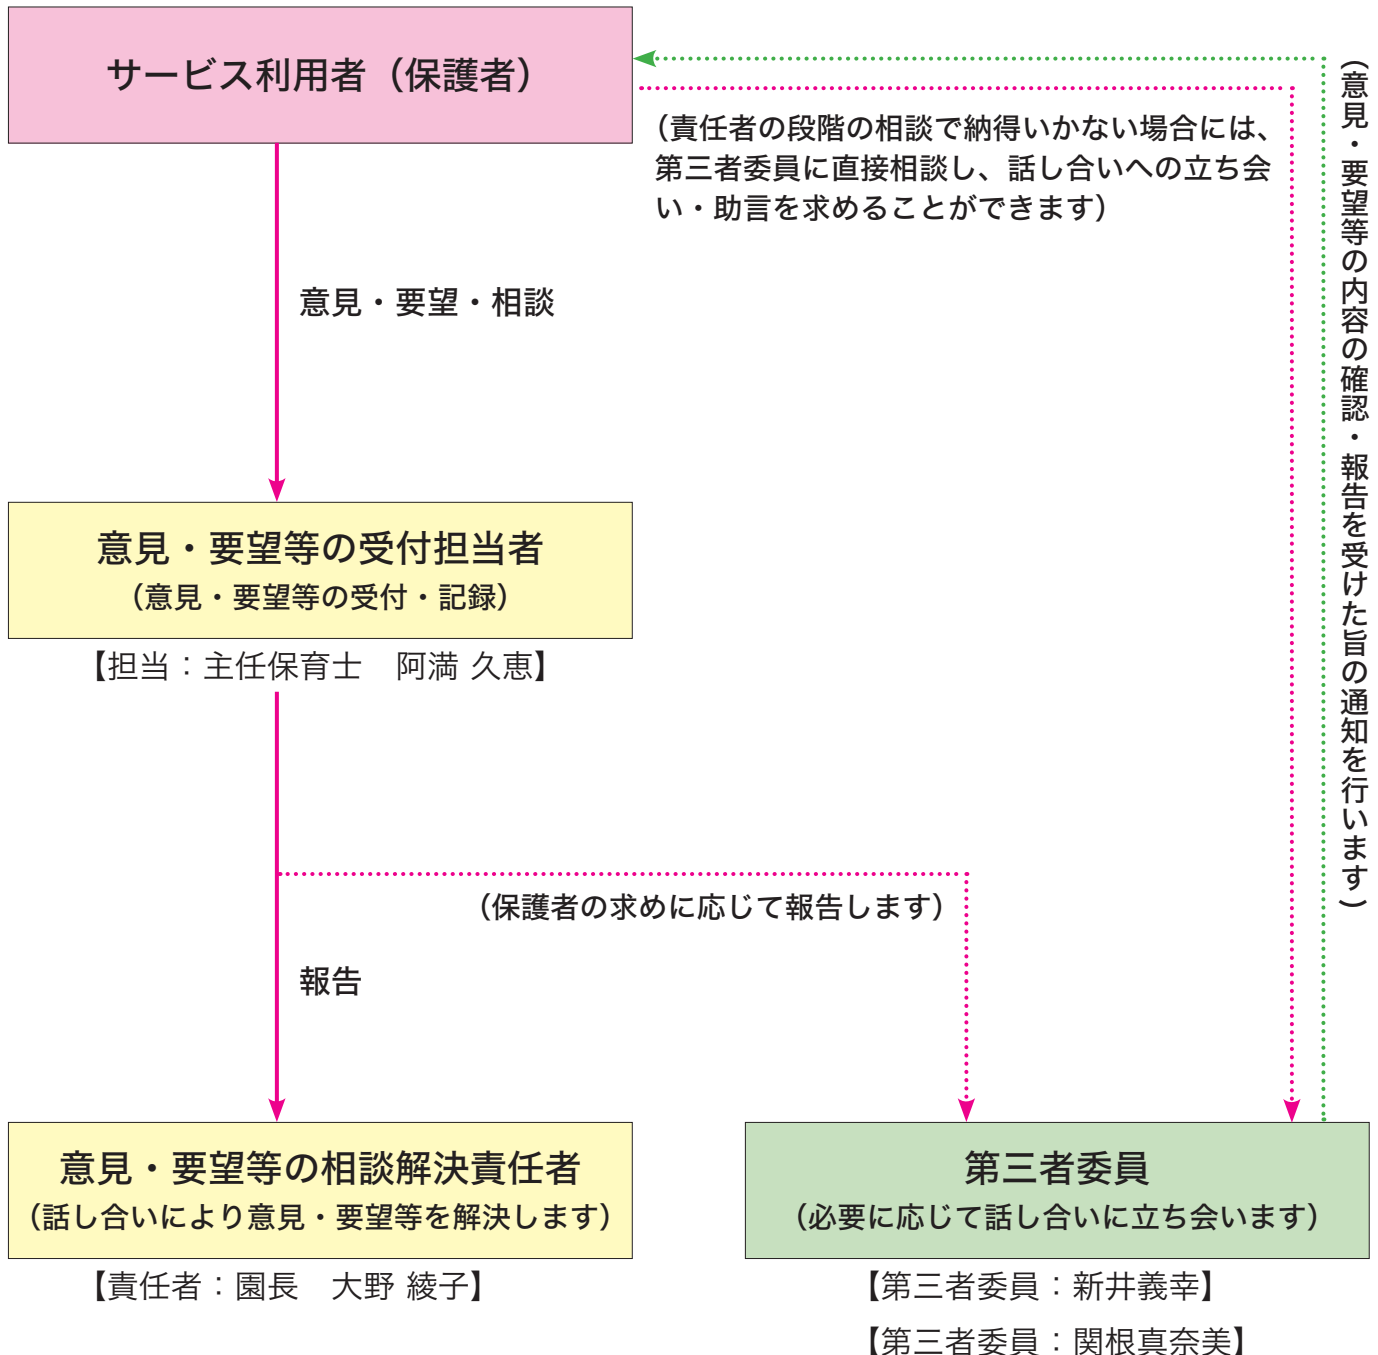 サービス利用者（保護者）
（責任者の段階の相談で納得いかない場合には、
第三者委員に直接相談し、話し合いへの立ち会
い・助言を求めることができます）
（意見・要望等の内容の確認・報告を受けた旨の通知を行います）
意見・要望・相談
意見・要望等の受付担当者
（意見・要望等の受付・記録）
【担当：主任保育士　阿満 久恵】
（保護者の求めに応じて報告します）
報告
意見・要望等の相談解決責任者
（話し合いにより意見・要望等を解決します）
【責任者：園長　大野 綾子】
第三者委員
（必要に応じて話し合いに立ち会います）
【第三者委員：新井義幸】
【第三者委員：関根真奈美】